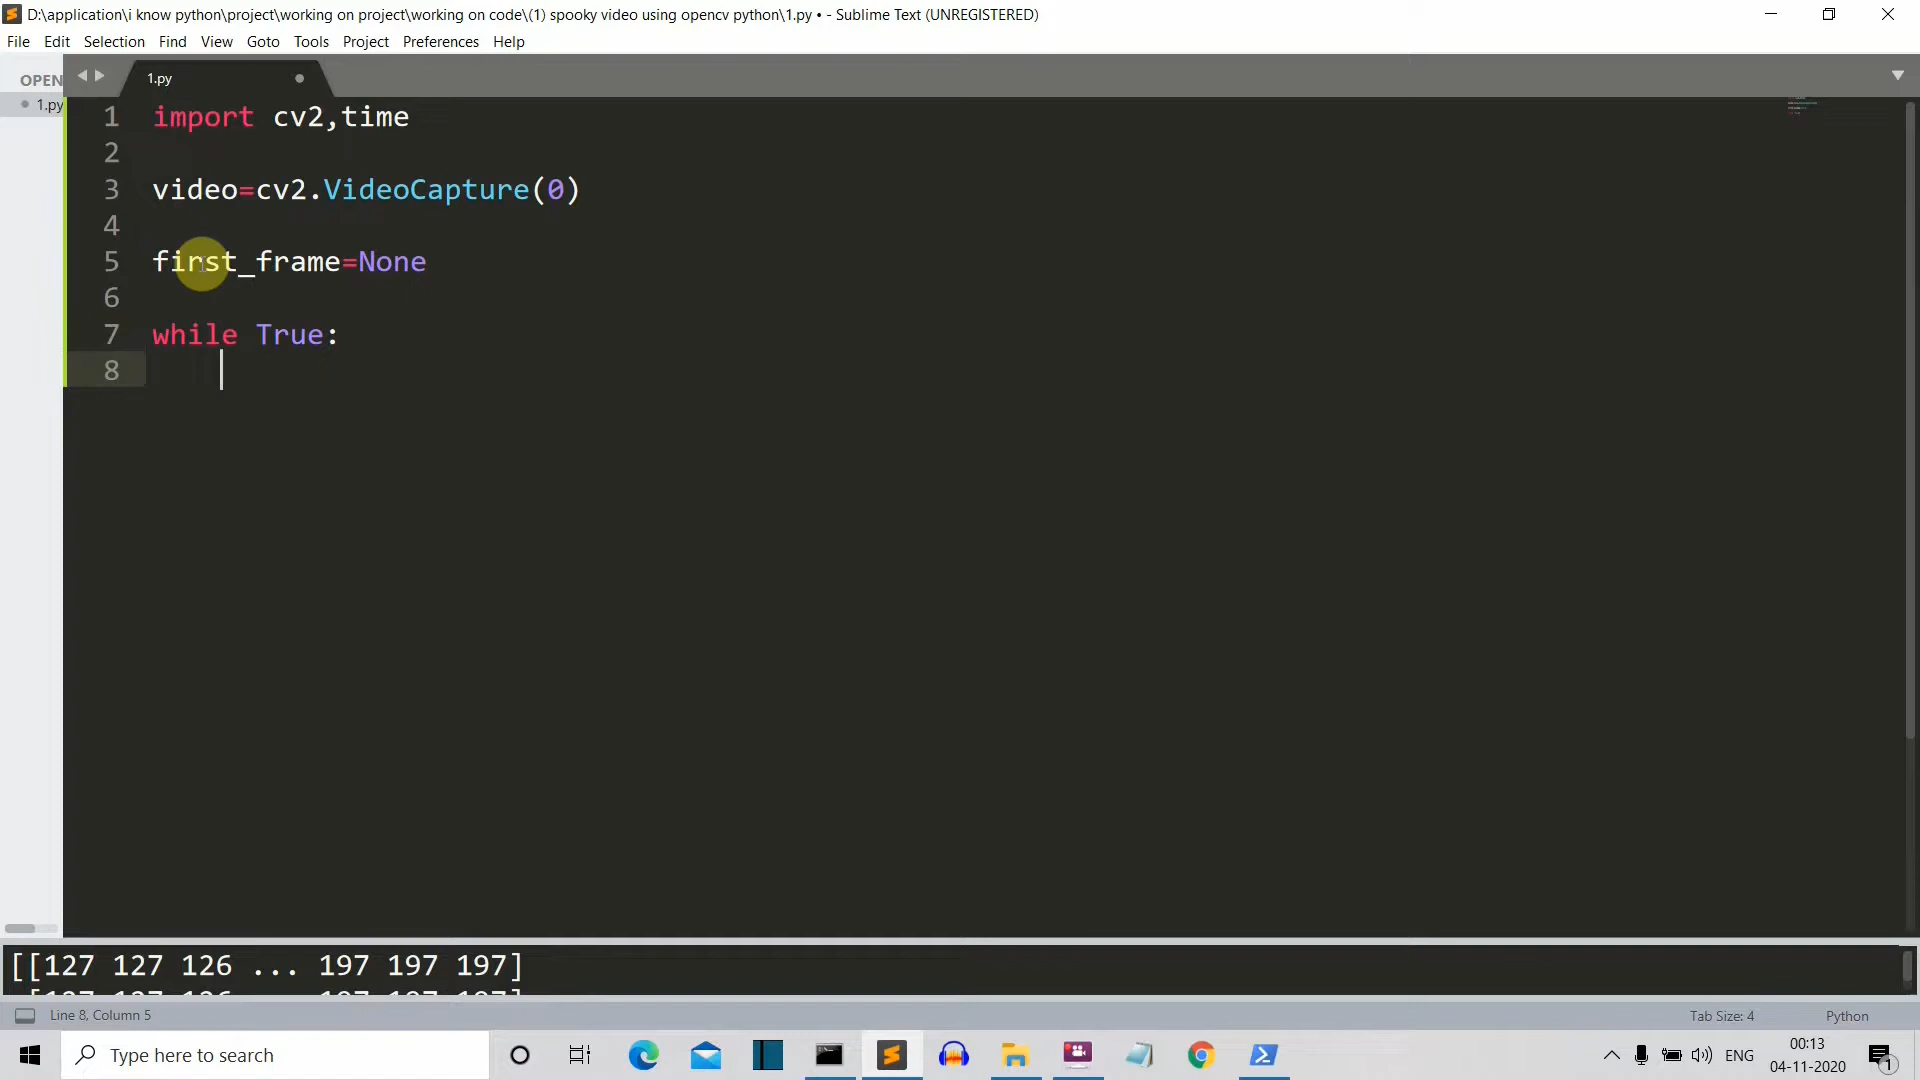 D:\application\i know python\project\working on project\working on code\(1) spooky video using opencv python\1.py • - Sublime Text (UNREGISTERED)
File Edit Selection Find View Goto Tools Project Preferences Help
OPEN
1.py
1.py
1 import cv2,time
2
3 video=cv2.VideoCapture(0)
4
5 first_frame=None
6
7 while True:
8
[[127 127 126 ... 197 197 197]
Line 8, Column 5
Tab Size: 4
Python
Type here to search
ENG
00:13
04-11-2020
1